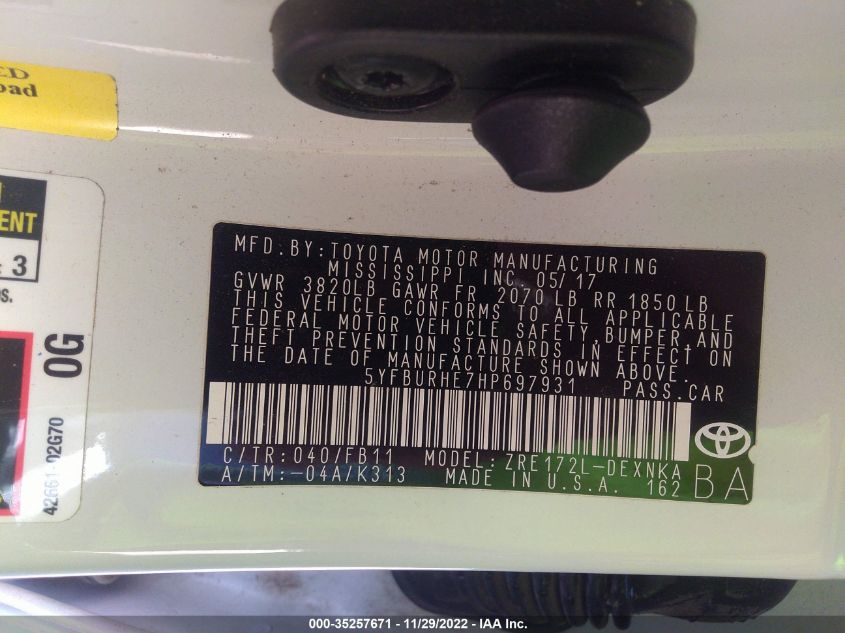 ED
oad
ENT
: 3
OS.
0G
42661-02G70
MFD. BY: TOYOTA MOTOR MANUFACTURING
MISSISSIPPI INC. 05/17
GVWR 3820LB GAWR FR 2070 LB RR 1850 LB
THIS VEHICLE CONFORMS TO ALL APPLICABLE
FEDERAL MOTOR VEHICLE SAFETY, BUMPER, AND
THEFT PREVENTION STANDARDS IN EFFECT ON
THE DATE OF MANUFACTURE SHOWN ABOVE.
5YFBURHE7HP697931 PASS.CAR
C/TR: 040/FB11 MODEL: ZRE172L-DEXNKA
A/TM: -04A/K313 MADE IN U.S.A. 162
BA
000-35257671 - 11/29/2022 - IAA Inc.